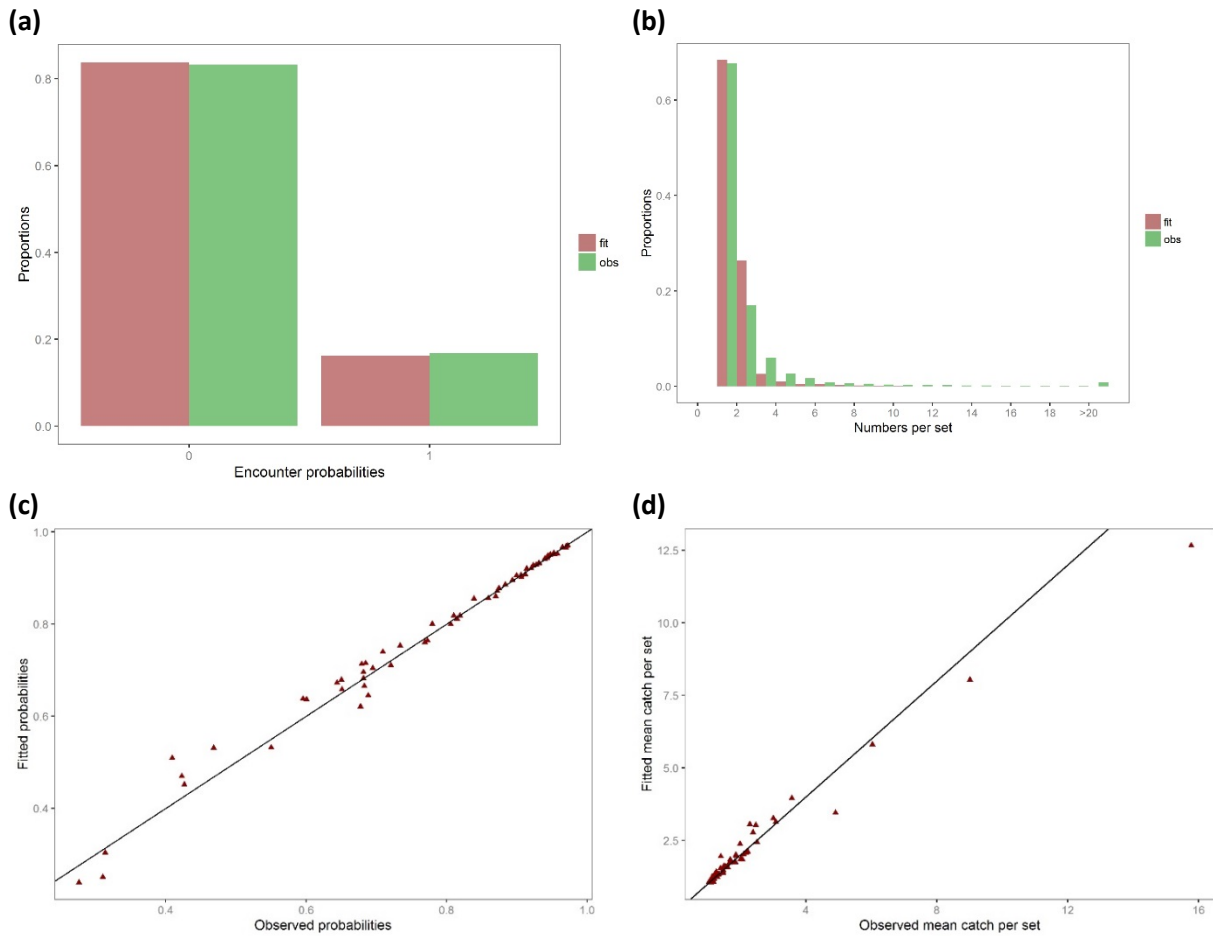 (a)
Proportions
0.8
0.6
0.4
0.2
0.0
0
1
Encounter probabilities
fit
obs
(b)
Proportions
0.6
0.4
0.2
0.0
0 2 4 6 8 10 12 14 16 18 >20
Numbers per set
fit
obs
(c)
Fitted probabilities
1.0
0.8
0.6
0.4
0.4 0.6 0.8 1.0
Observed probabilities
(d)
Fitted mean catch per set
12.5
10.0
7.5
5.0
2.5
4 8 12 16
Observed mean catch per set